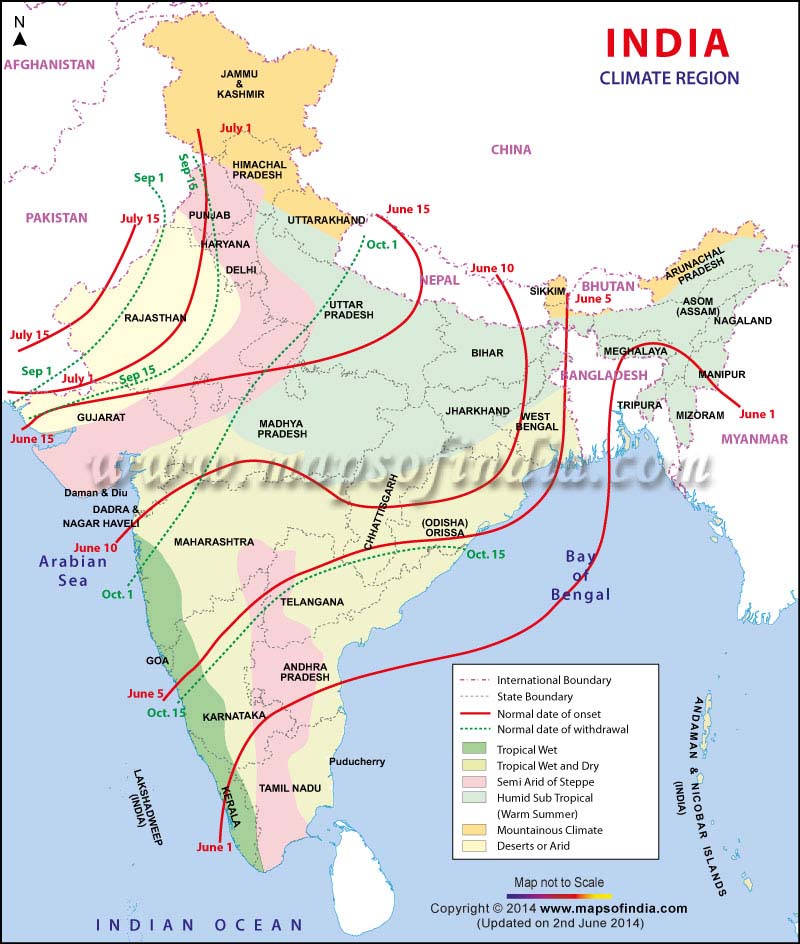 N
INDIA
CLIMATE REGION
AFGHANISTAN
JAMMU
&
KASHMIR
July 1
CHINA
Sep 15
HIMACHAL
PRADESH
Sep 1
PAKISTAN
July 15
PUNJAB
UTTARAKHAND
June 15
HARYANA
Oct. 1
DELHI
NEPAL
June 10
SIKKIM
BHUTAN
June 5
ARUNACHAL
PRADESH
ASOM
(ASSAM)
NAGALAND
RAJASTHAN
UTTAR
PRADESH
July 15
BIHAR
MEGHALAYA
Sep 1
July 1
Sep 15
BANGLADESH
MANIPUR
GUJARAT
JHARKHAND
WEST
BENGAL
TRIPURA
MIZORAM
June 1
June 15
MADHYA
PRADESH
MYANMAR
www.mapsofindia.com
Daman & Diu
DADRA &
NAGAR HAVELI
CHHATTISGARH
(ODISHA)
ORISSA
June 10
MAHARASHTRA
Arabian
Sea
Oct. 15
Bay
of
Bengal
Oct. 1
TELANGANA
GOA
ANDHRA
PRADESH
June 5
Oct. 15
KARNATAKA
Puducherry
LAKSHADWEEP
(INDIA)
KERALA
TAMIL NADU
June 1
ANDAMAN & NICOBAR ISLANDS
(INDIA)
International Boundary
State Boundary
Normal date of onset
Normal date of withdrawal
Tropical Wet
Tropical Wet and Dry
Semi Arid of Steppe
Humid Sub Tropical
(Warm Summer)
Mountainous Climate
Deserts or Arid
Map not to Scale
INDIAN OCEAN
Copyright © 2014 www.mapsofindia.com
(Updated on 2nd June 2014)